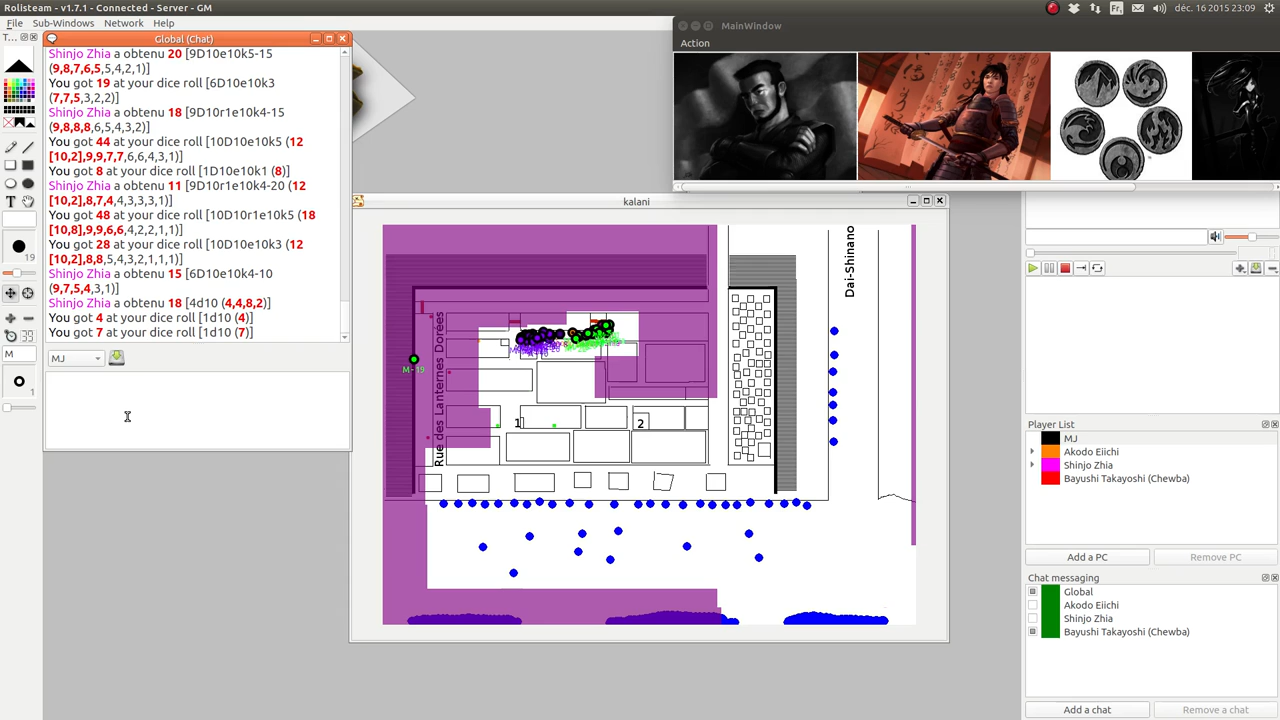 Rolisteam - v1.7.1 - Connected - Server - GM
Fr
déc. 16 2015 23:09
File Sub-Windows Network Help
MainWindow
Action
T...
Global (Chat)
Shinjo Zhia a obtenu 20 [9D10e10k5-15
(9,8,7,6,5,5,4,2,1)]
You got 19 at your dice roll [6D10e10k3
(7,7,5,3,2,2)]
Shinjo Zhia a obtenu 18 [9D10r1e10k4-15
(9,8,8,8,6,5,4,3,2)]
You got 44 at your dice roll [10D10e10k5 (12
[10,2],9,9,7,7,6,6,4,3,1)]
You got 8 at your dice roll [1D10e10k1 (8)]
Shinjo Zhia a obtenu 11 [9D10r1e10k4-20 (12
[10,2],8,7,4,4,3,3,3,1)]
You got 48 at your dice roll [10D10r1e10k5 (18
[10,8],9,9,6,6,4,2,2,1,1)]
You got 28 at your dice roll [10D10e10k3 (12
[10,2],8,8,5,4,3,2,1,1,1)]
Shinjo Zhia a obtenu 15 [6D10e10k4-10
(9,7,5,4,3,1)]
Shinjo Zhia a obtenu 18 [4d10 (4,4,8,2)]
You got 4 at your dice roll [1d10 (4)]
You got 7 at your dice roll [1d10 (7)]
MJ
19
M
1
kalani
Rue des Lanternes Dorées
Dai-Shinano
M - 19
1
2
Player List
MJ
Akodo Eiichi
Shinjo Zhia
Bayushi Takayoshi (Chewba)
Add a PC
Remove PC
Chat messaging
Global
Akodo Eiichi
Shinjo Zhia
Bayushi Takayoshi (Chewba)
Add a chat
Remove a chat